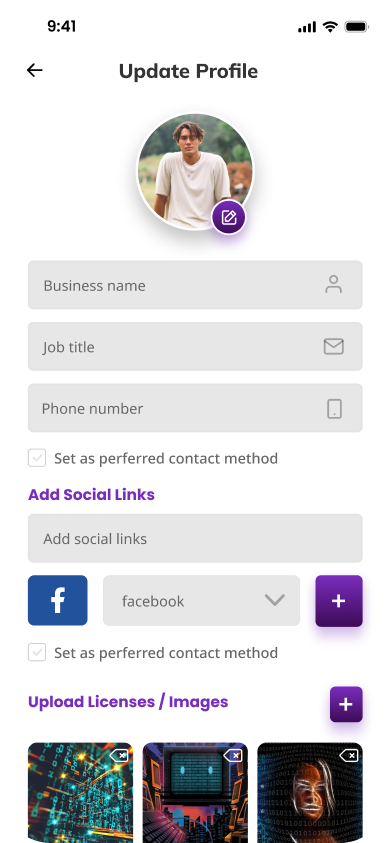 9:41
Update Profile
Business name
Job title
Phone number
Set as perferred contact method
Add Social Links
Add social links
facebook
+
Set as perferred contact method
Upload Licenses / Images
+